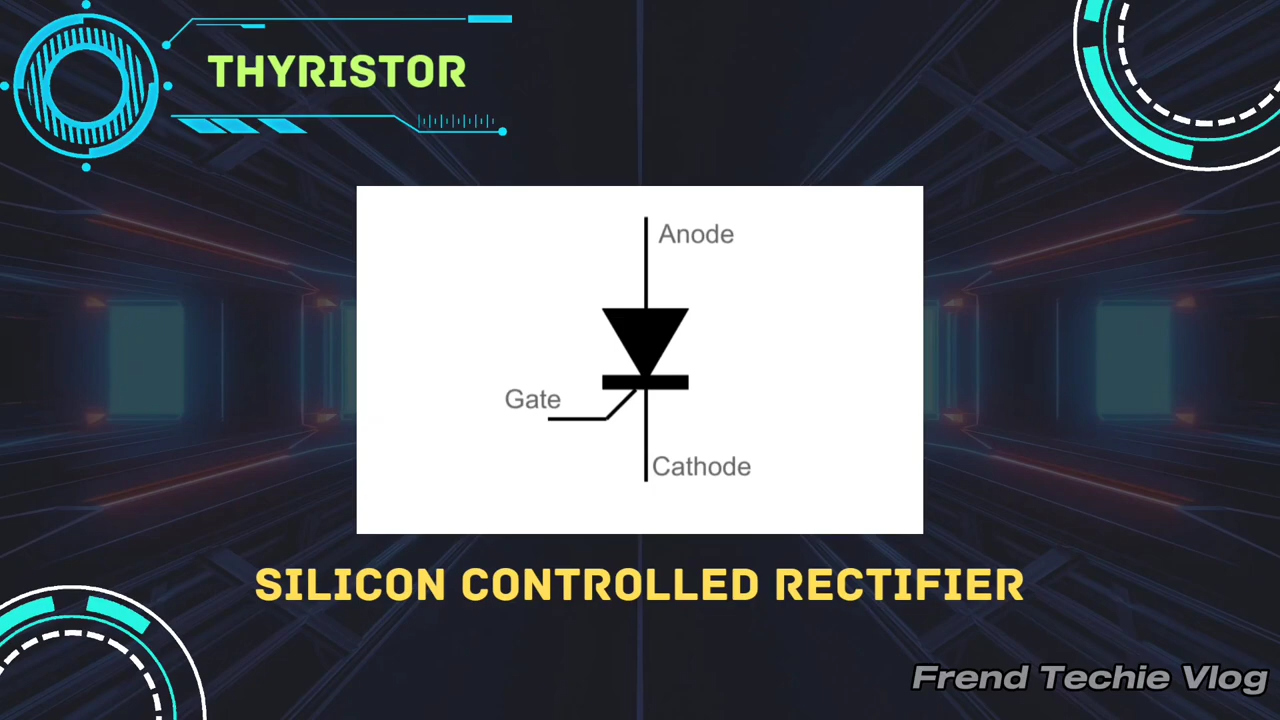 THYRISTOR
Anode
Gate
Cathode
SILICON CONTROLLED RECTIFIER
Frend Techie Vlog